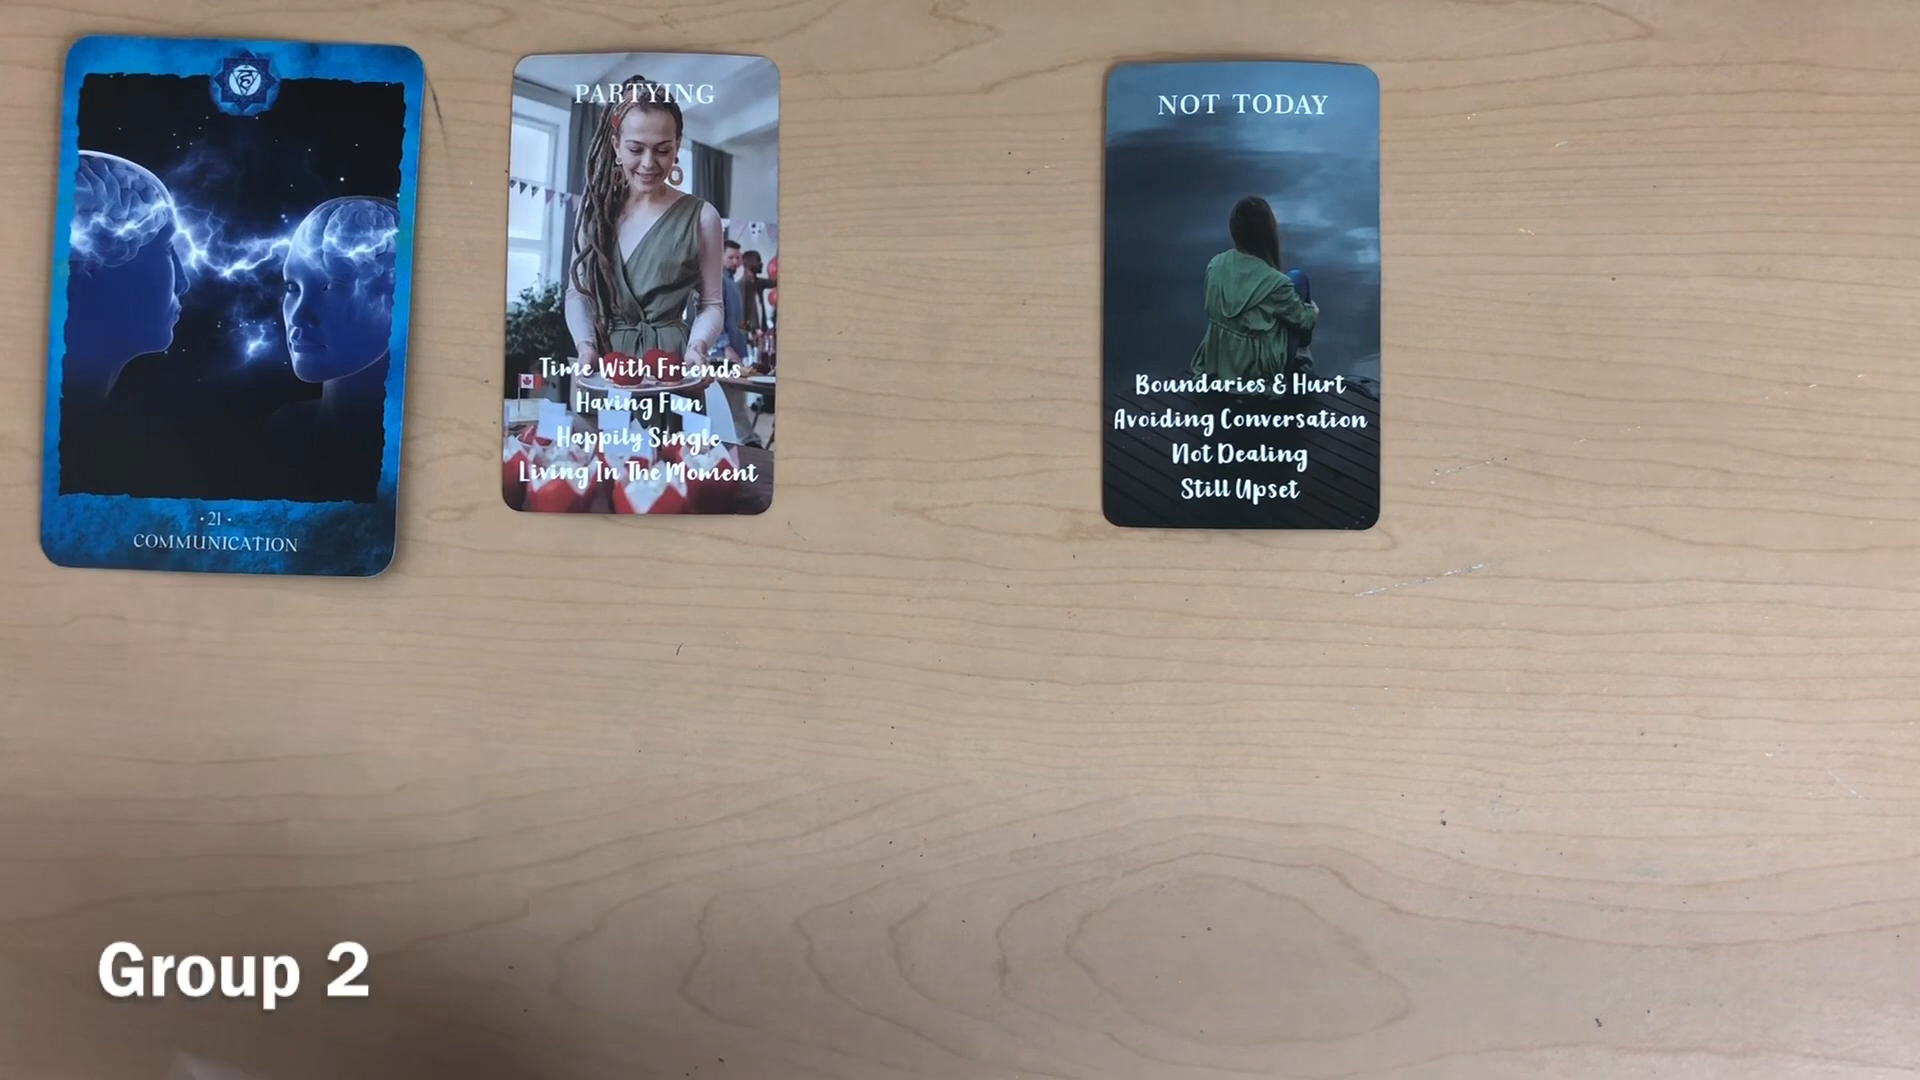 ·21·
COMMUNICATION
PARTYING
Time With Friends
Having Fun
Happily Single
Living In The Moment
NOT TODAY
Boundaries & Hurt
Avoiding Conversation
Not Dealing
Still Upset
Group 2